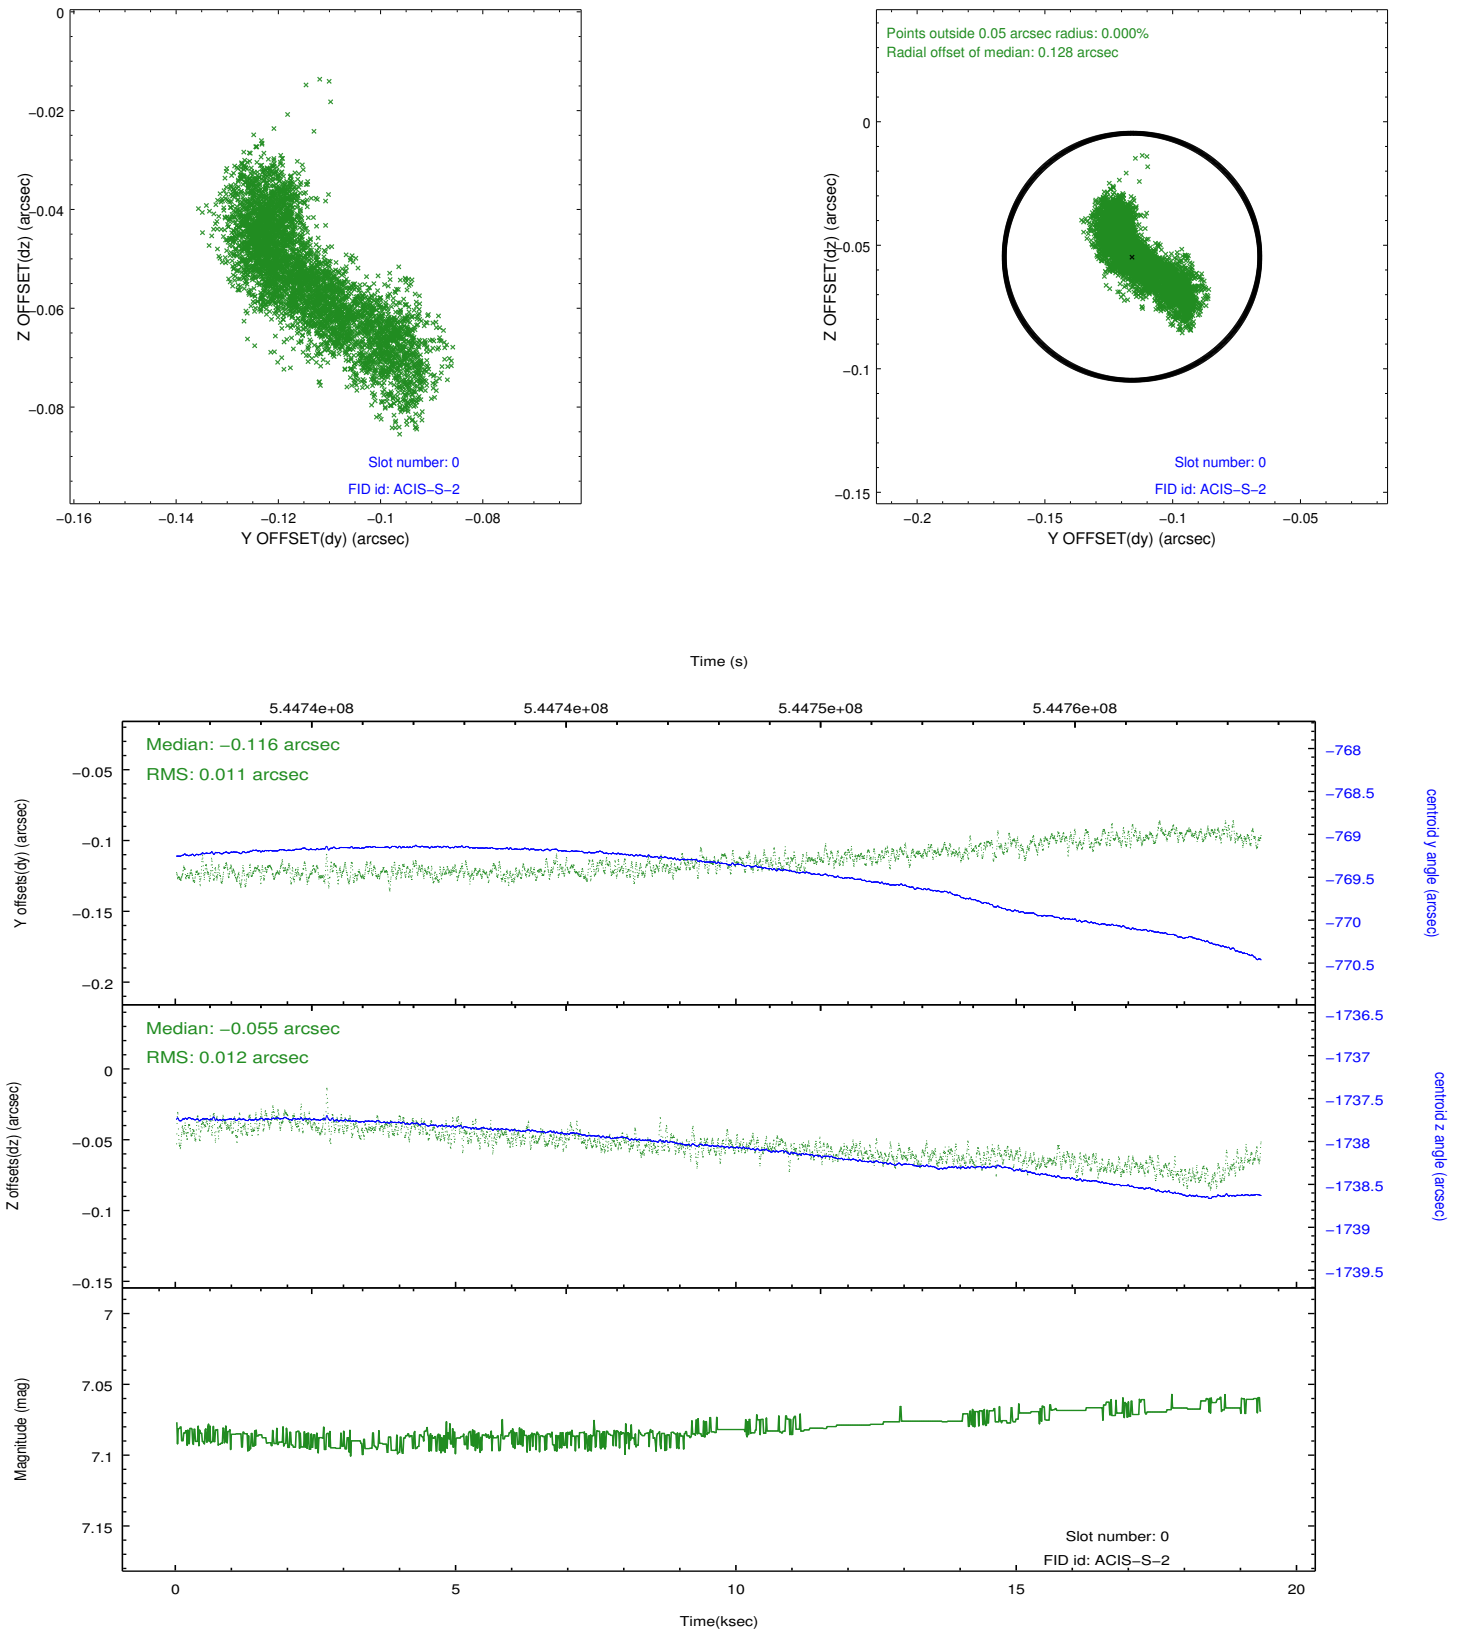 0
−0.02
−0.04
−0.06
−0.08
Z OFFSET(dz) (arcsec)
Slot number: 0
FID id: ACIS−S−2
−0.16
−0.14
−0.12
−0.1
−0.08
Y OFFSET(dy) (arcsec)
Points outside 0.05 arcsec radius: 0.000%
Radial offset of median: 0.128 arcsec
0
−0.05
−0.1
−0.15
Z OFFSET(dz) (arcsec)
Slot number: 0
FID id: ACIS−S−2
−0.2
−0.15
−0.1
−0.05
Y OFFSET(dy) (arcsec)
Time (s)
5.4474e+08
5.4474e+08
5.4475e+08
5.4476e+08
Median: −0.116 arcsec
RMS: 0.011 arcsec
−0.05
−0.1
−0.15
−0.2
Y offsets(dy) (arcsec)
−768
−768.5
−769
−769.5
−770
−770.5
centroid y angle (arcsec)
Median: −0.055 arcsec
RMS: 0.012 arcsec
0
−0.05
−0.1
−0.15
Z offsets(dz) (arcsec)
−1736.5
−1737
−1737.5
−1738
−1738.5
−1739
−1739.5
centroid z angle (arcsec)
7
7.05
7.1
7.15
Magnitude (mag)
Slot number: 0
FID id: ACIS−S−2
0
5
10
15
20
Time(ksec)